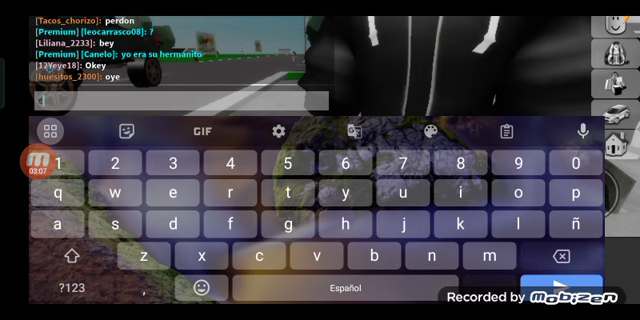 [Tacos_chorizo]: perdon
[Premium] [leocarrasco08]: ?
[Liliana_2233]: bey
[Premium] [Canelo]: yo era su hermánito
[12Yeye18]: Okey
[huesitos_2300]: oye
GIF
03:07
1 2 3 4 5 6 7 8 9 0
q w e r t y u i o p
a s d f g h j k l ñ
z x c v b n m
?123 , Español
Recorded by Mobizen